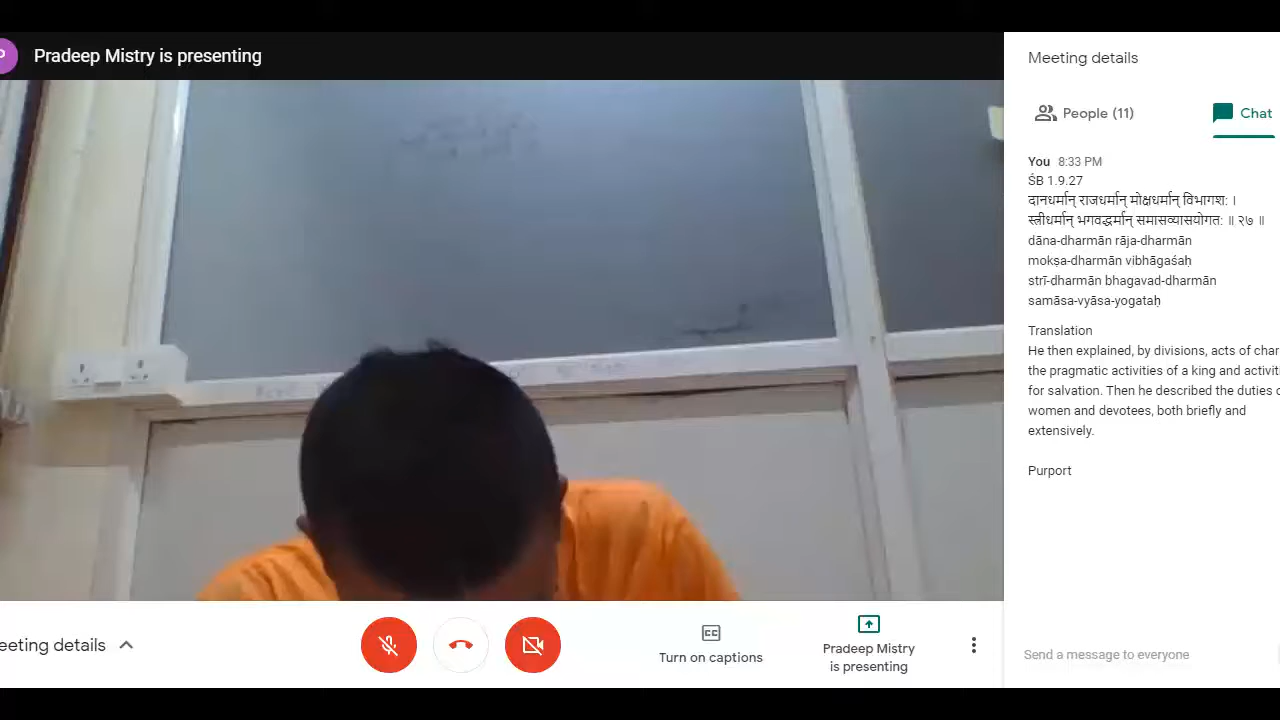 P
Pradeep Mistry is presenting
Meeting details
People (11)
Chat
You 8:33 PM
ŚB 1.9.27
दानधर्मान् राजधर्मान् मोक्षधर्मान् विभागश: ।
स्त्रीधर्मान् भगवद्धर्मान् समासव्यासयोगत: ॥ २७ ॥
dāna-dharmān rāja-dharmān
mokṣa-dharmān vibhāgaśaḥ
strī-dharmān bhagavad-dharmān
samāsa-vyāsa-yogataḥ
Translation
He then explained, by divisions, acts of char
the pragmatic activities of a king and activiti
for salvation. Then he described the duties o
women and devotees, both briefly and
extensively.
Purport
eeting details
Turn on captions
Pradeep Mistry
is presenting
Send a message to everyone